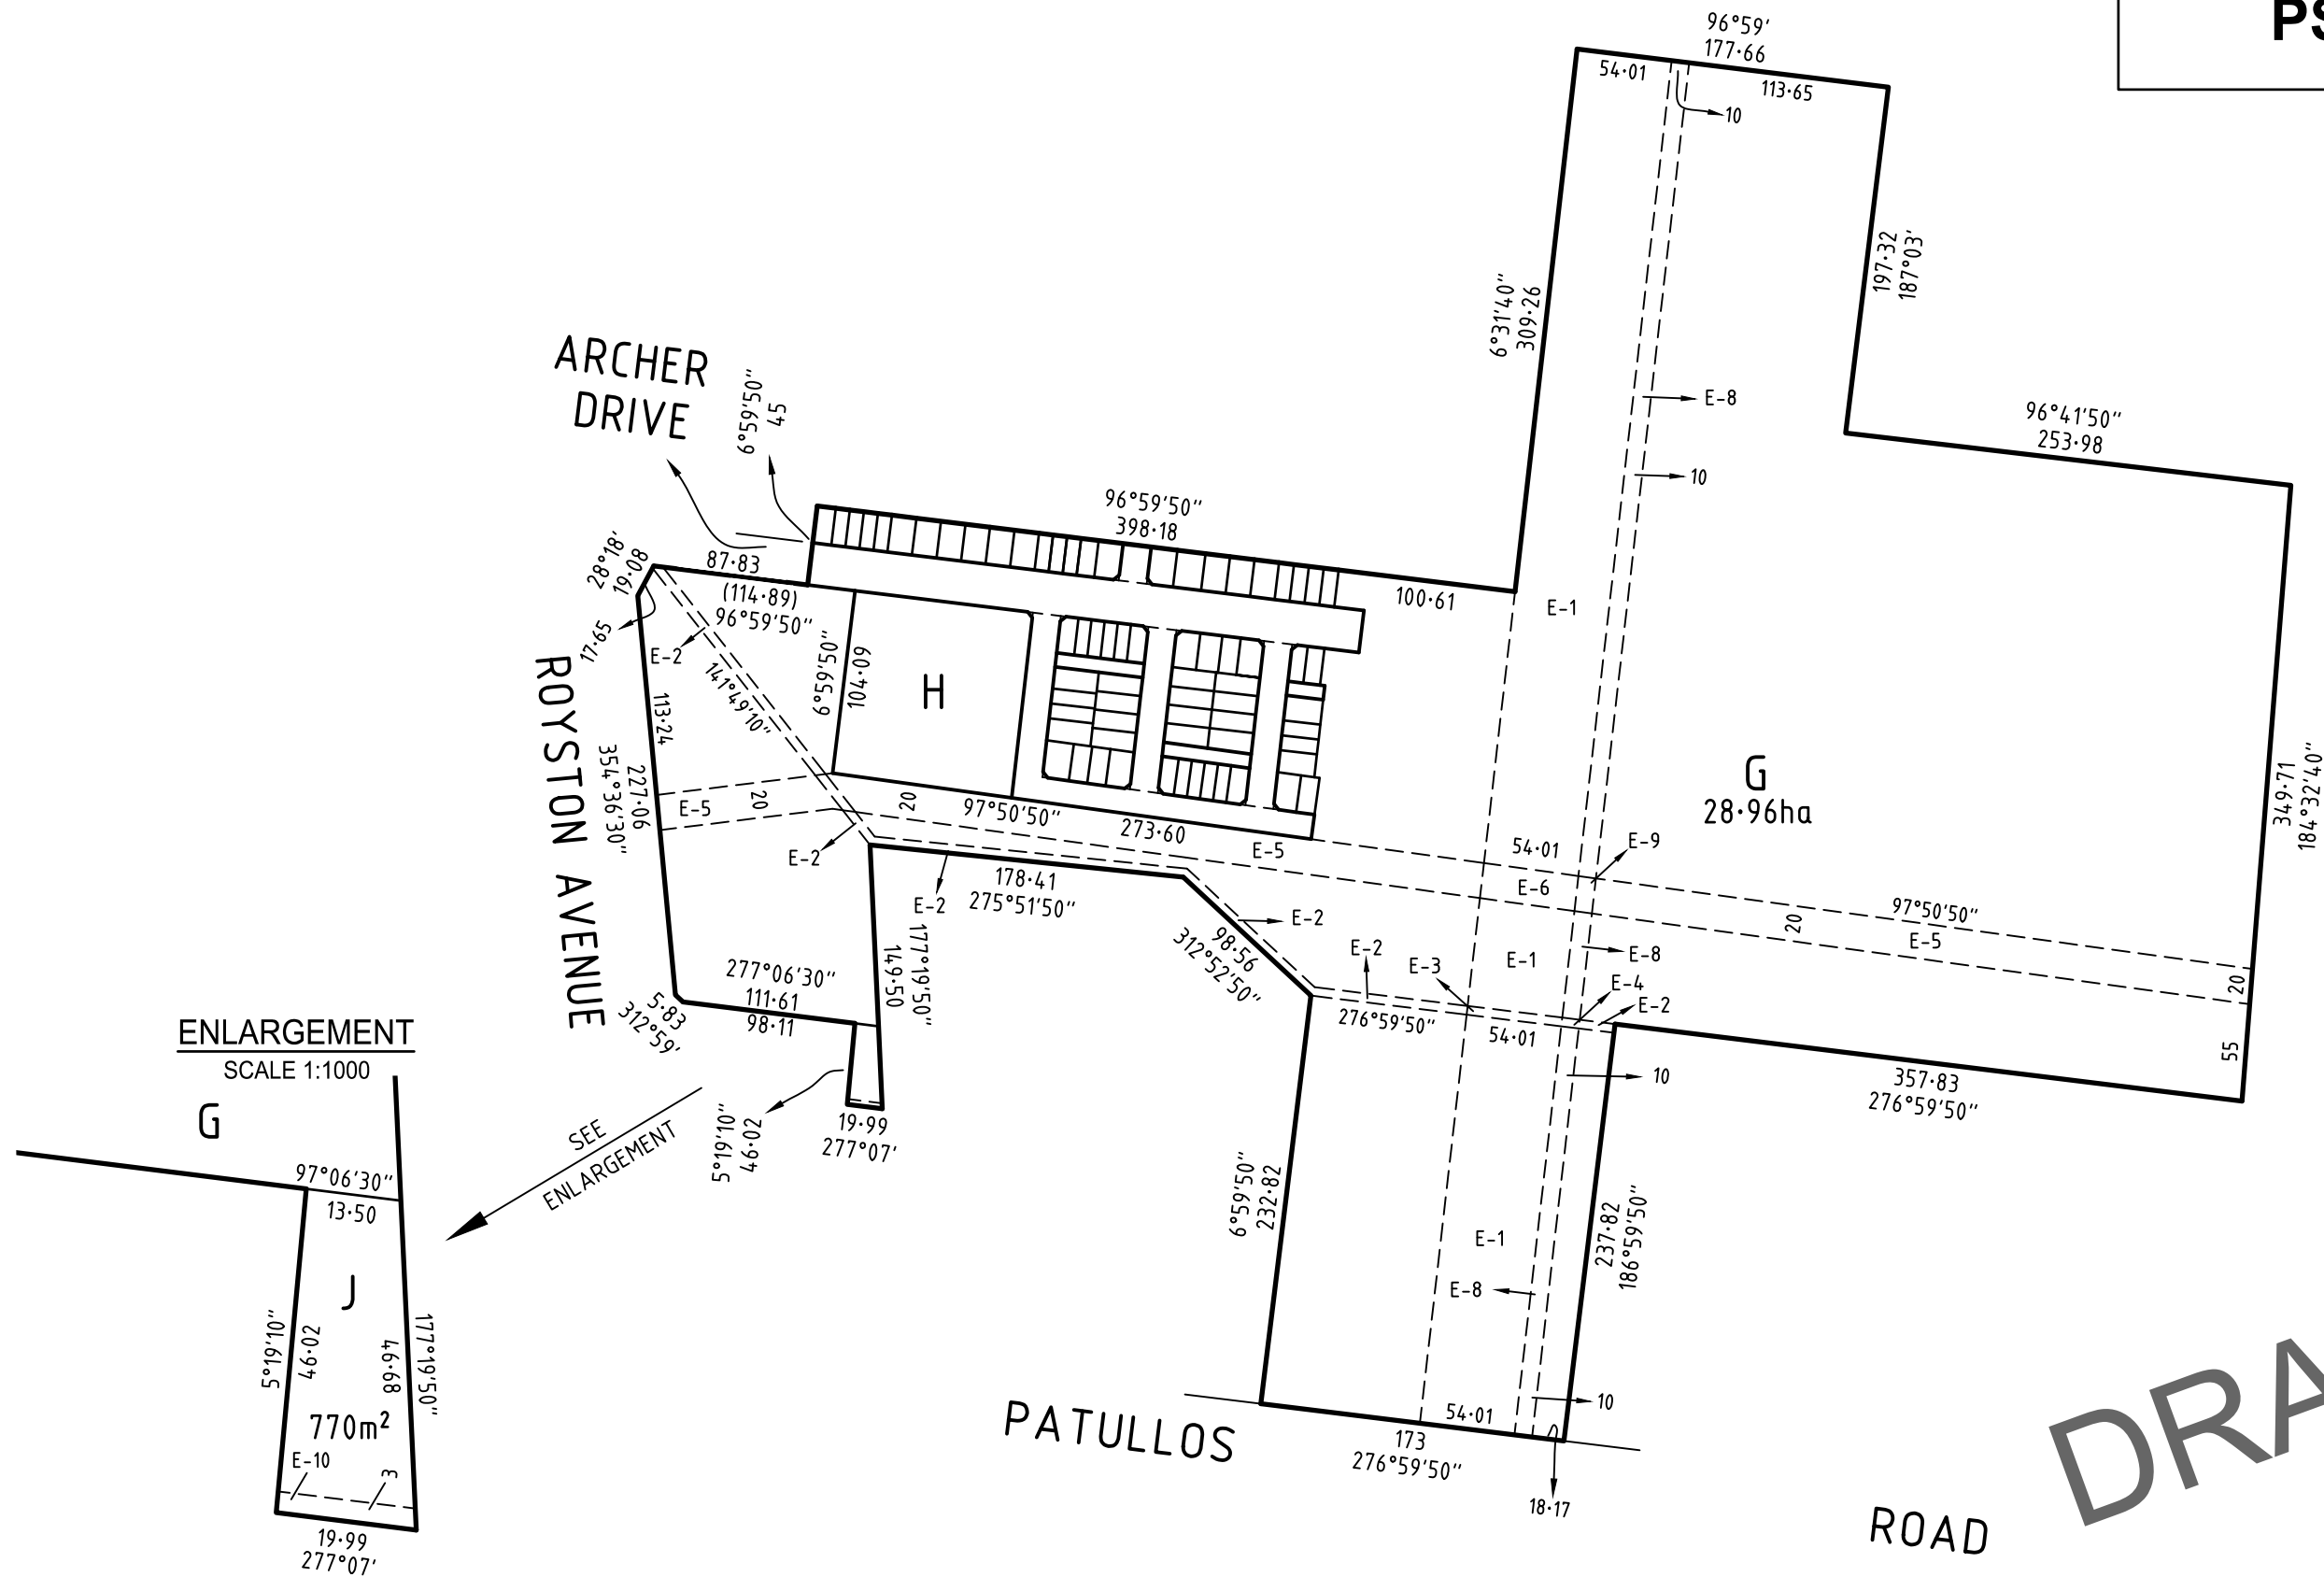 PS
96°59'
177·66
54·01
113·65
10
197·32
187°03'
6°31'40"
309·26
96°41'50"
253·98
E-8
10
ARCHER
DRIVE
6°59'50"
45
96°59'50"
398·18
100·61
E-1
28°18'
19·08
87·83
(114·89)
96°59'50"
17·65
E-2
141°49'10"
6°59'50"
104·09
H
ROYSTON AVENUE
113·24
227·06
354°36'30"
E-5
20
20
97°50'50"
273·60
E-5
G
28·96ha
349·71
184°32'40"
54·01
E-9
E-6
97°50'50"
20
E-5
20
55
E-2
E-2
178·41
275°51'50"
177°19'50"
149·50
E-2
98·56
312°52'50"
E-2
E-3
E-1
E-8
E-4
E-2
276°59'50"
54·01
10
357·83
276°59'50"
277°06'30"
111·61
98·11
5·83
312°59'
5°19'10"
46·02
19·99
277°07'
SEE
ENLARGEMENT
6°59'50"
232·82
E-1
E-8
237·82
186°59'50"
10
54·01
173
276°59'50"
18·17
PATULLOS
ROAD
ENLARGEMENT
SCALE 1:1000
G
97°06'30"
13·50
J
5°19'10"
46·02
46·68
177°19'50"
770m²
E-10
3
19·99
277°07'
DRA